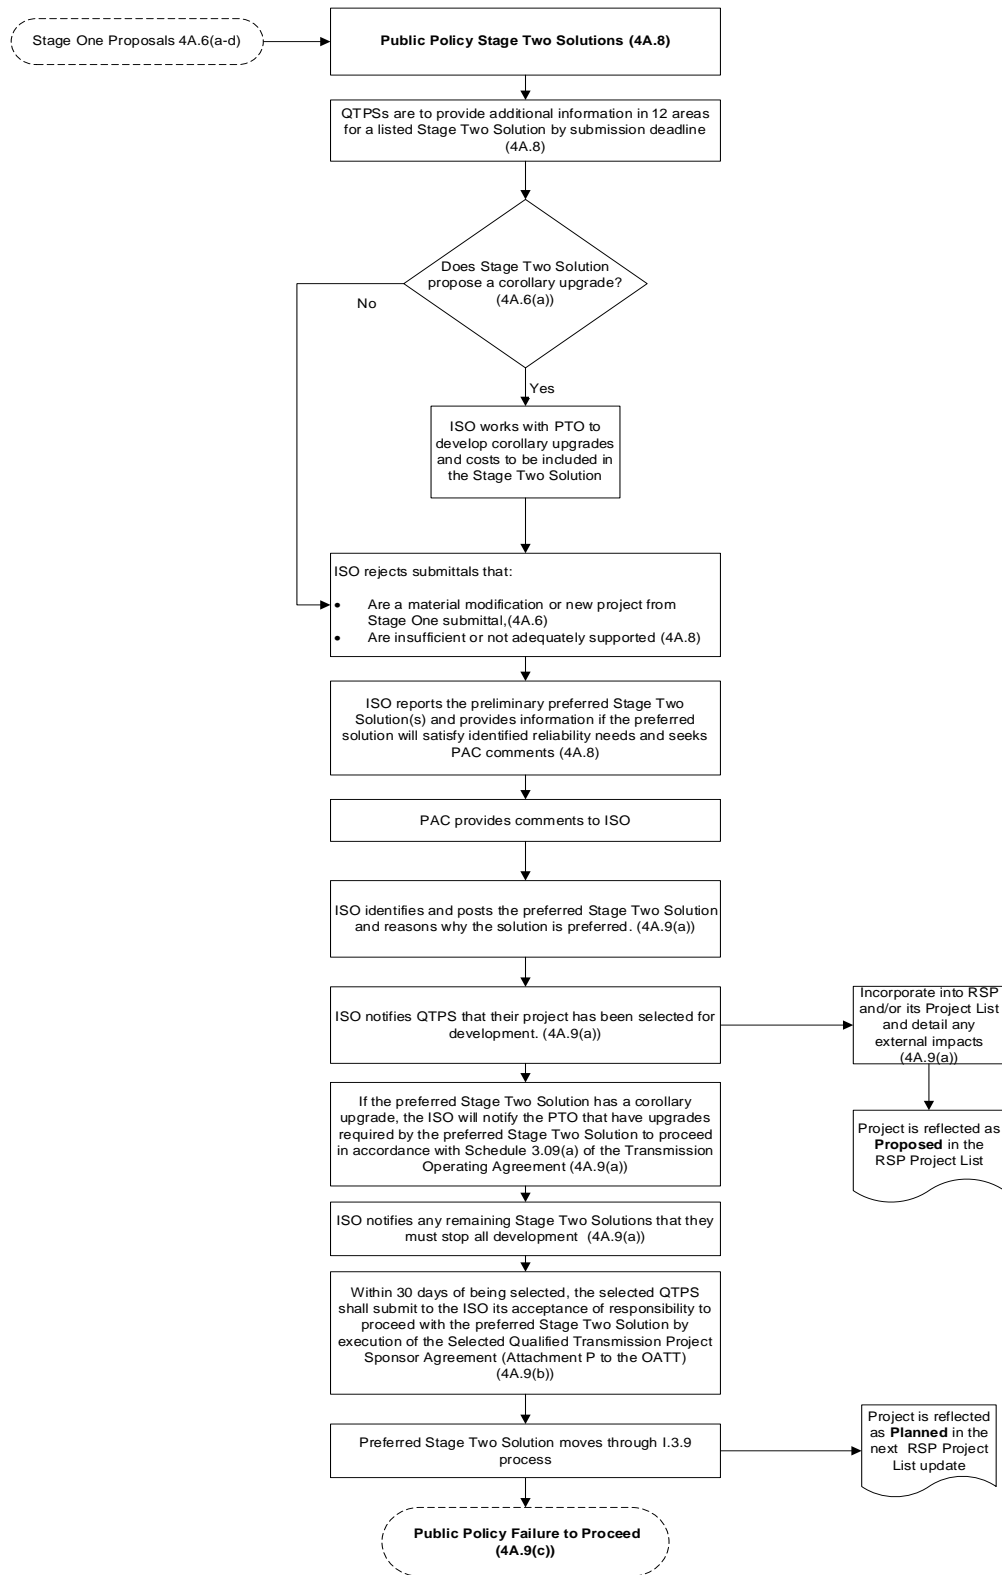 Stage One Proposals 4A.6(a-d)
Public Policy Stage Two Solutions (4A.8)
QTPSs are to provide additional information in 12 areas
for a listed Stage Two Solution by submission deadline
(4A.8)
Does Stage Two Solution
propose a corollary upgrade?
(4A.6(a))
No
Yes
ISO works with PTO to
develop corollary upgrades
and costs to be included in
the Stage Two Solution
ISO rejects submittals that:
• Are a material modification or new project from
Stage One submittal,(4A.6)
• Are insufficient or not adequately supported (4A.8)
ISO reports the preliminary preferred Stage Two
Solution(s) and provides information if the preferred
solution will satisfy identified reliability needs and seeks
PAC comments (4A.8)
PAC provides comments to ISO
ISO identifies and posts the preferred Stage Two Solution
and reasons why the solution is preferred. (4A.9(a))
ISO notifies QTPS that their project has been selected for
development. (4A.9(a))
Incorporate into RSP
and/or its Project List
and detail any
external impacts
(4A.9(a))
If the preferred Stage Two Solution has a corollary
upgrade, the ISO will notify the PTO that have upgrades
required by the preferred Stage Two Solution to proceed
in accordance with Schedule 3.09(a) of the Transmission
Operating Agreement (4A.9(a))
Project is reflected as
Proposed in the
RSP Project List
ISO notifies any remaining Stage Two Solutions that they
must stop all development (4A.9(a))
Within 30 days of being selected, the selected QTPS
shall submit to the ISO its acceptance of responsibility to
proceed with the preferred Stage Two Solution by
execution of the Selected Qualified Transmission Project
Sponsor Agreement (Attachment P to the OATT)
(4A.9(b))
Preferred Stage Two Solution moves through I.3.9
process
Project is reflected
as Planned in the
next RSP Project
List update
Public Policy Failure to Proceed
(4A.9(c))